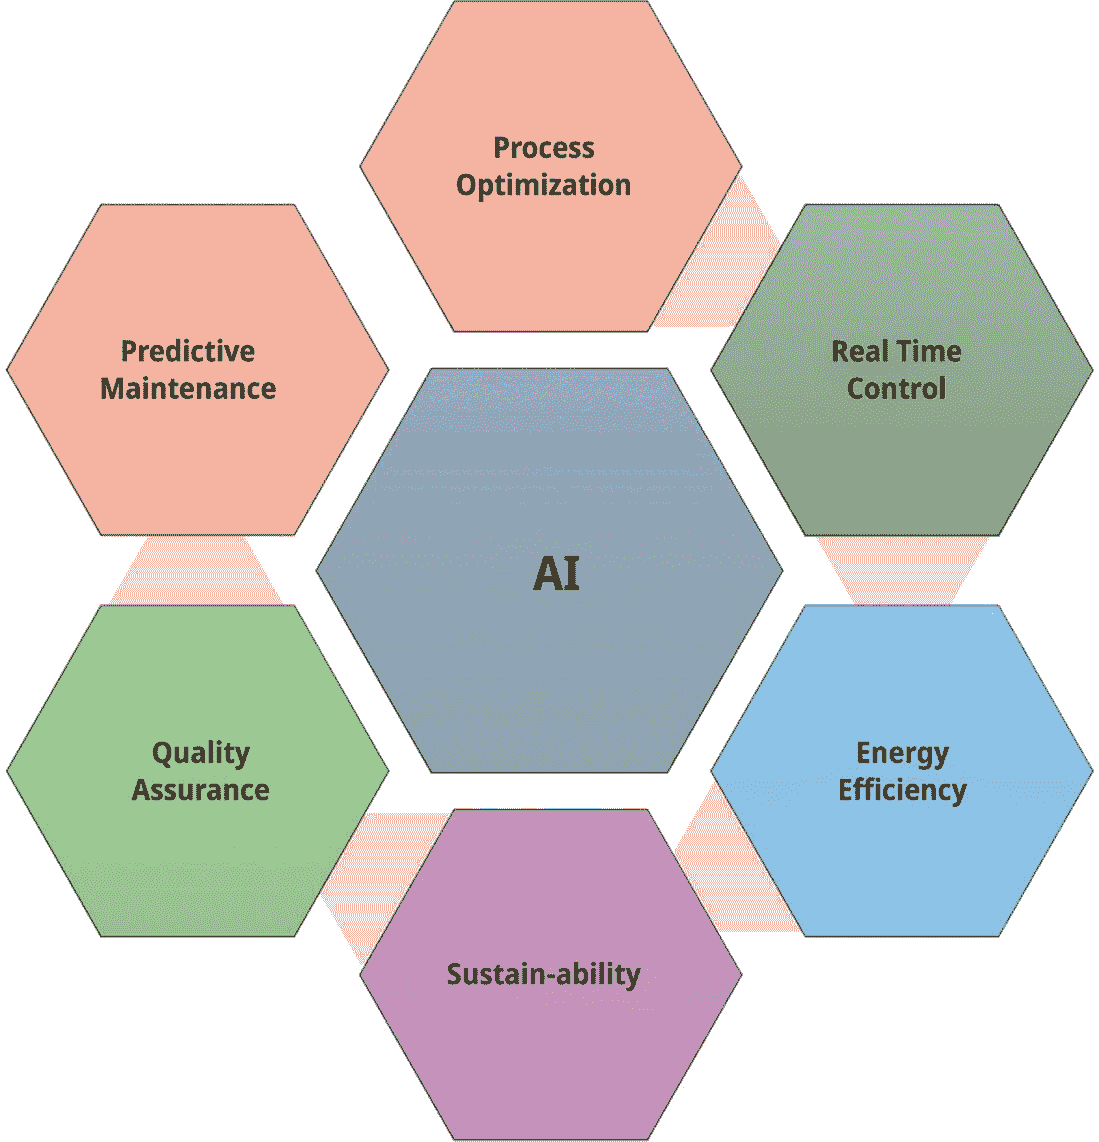 Process
Optimization
Predictive
Maintenance
Real Time
Control
AI
Quality
Assurance
Energy
Efficiency
Sustain-ability